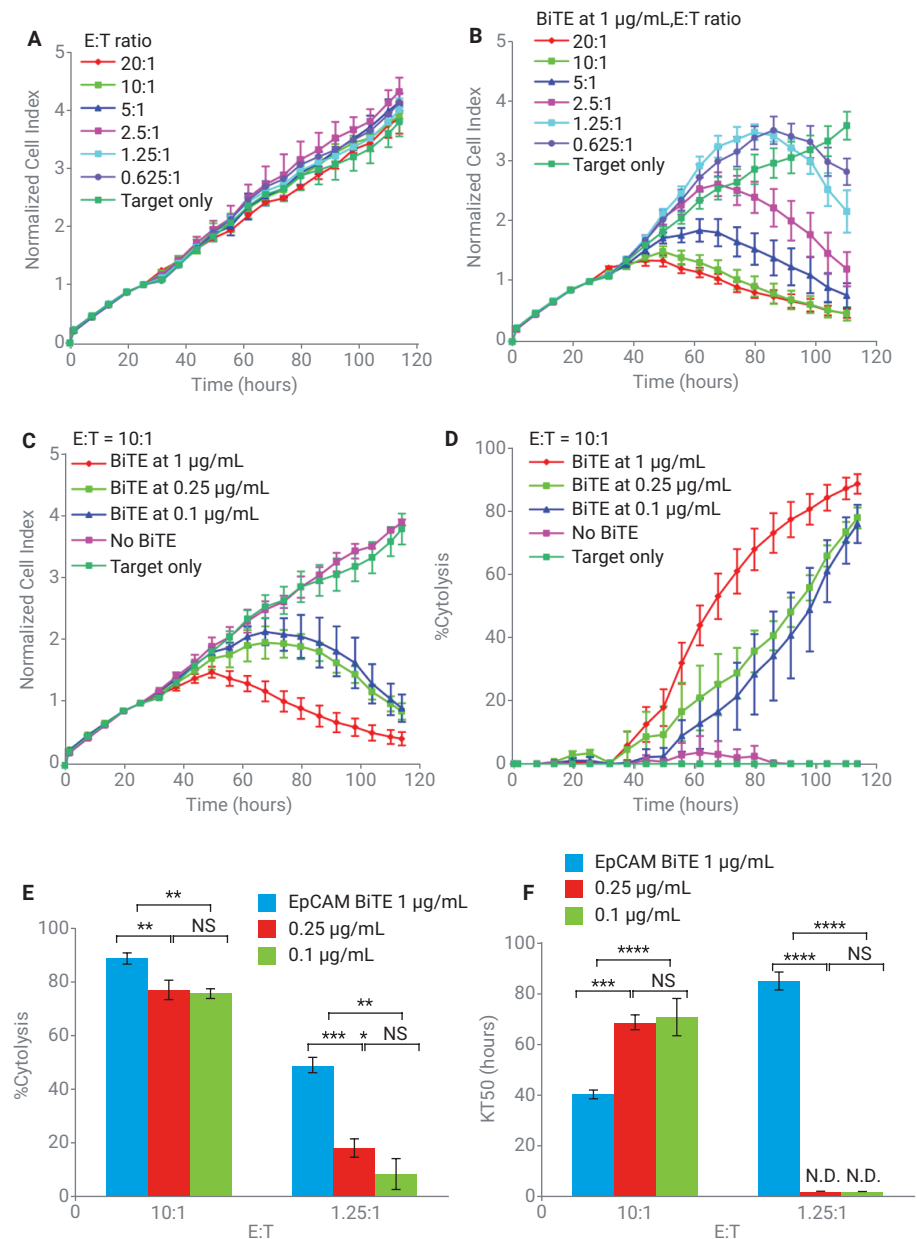 A
E:T ratio
20:1
10:1
5:1
2.5:1
1.25:1
0.625:1
Target only
Normalized Cell Index
5
4
3
2
1
0
0 20 40 60 80 100 120
Time (hours)
BiTE at 1 µg/mL,E:T ratio
B
20:1
10:1
5:1
2.5:1
1.25:1
0.625:1
Target only
Normalized Cell Index
5
4
3
2
1
0
0 20 40 60 80 100 120
Time (hours)
C
E:T = 10:1
BiTE at 1 µg/mL
BiTE at 0.25 µg/mL
BiTE at 0.1 µg/mL
No BiTE
Target only
Normalized Cell Index
5
4
3
2
1
0
0 20 40 60 80 100 120
Time (hours)
D
E:T = 10:1
BiTE at 1 µg/mL
BiTE at 0.25 µg/mL
BiTE at 0.1 µg/mL
No BiTE
Target only
%Cytolysis
100
80
60
40
20
0
0 20 40 60 80 100 120
Time (hours)
E
EpCAM BiTE 1 µg/mL
0.25 µg/mL
0.1 µg/mL
**
** NS
**
*** * NS
%Cytolysis
100
80
60
40
20
0
0
10:1 1.25:1
E:T
F
EpCAM BiTE 1 µg/mL
0.25 µg/mL
0.1 µg/mL
****
*** NS
****
**** NS
KT50 (hours)
100
80
60
40
20
0
N.D. N.D.
0
10:1 1.25:1
E:T